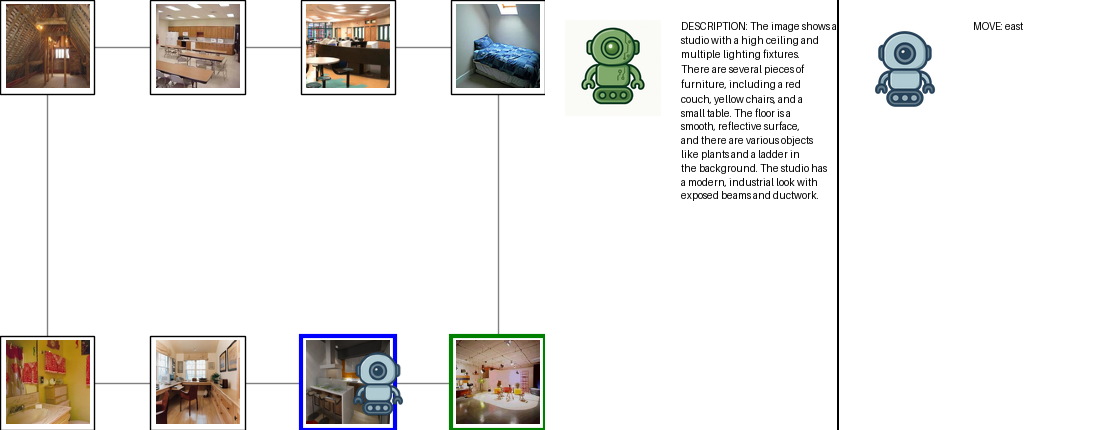 DESCRIPTION: The image shows a
studio with a high ceiling and
multiple lighting fixtures.
There are several pieces of
furniture, including a red
couch, yellow chairs, and a
small table. The floor is a
smooth, reflective surface,
and there are various objects
like plants and a ladder in
the background. The studio has
a modern, industrial look with
exposed beams and ductwork.
MOVE: east